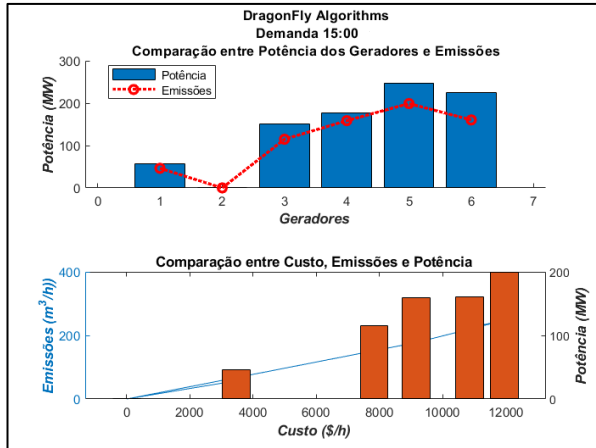 DragonFly Algorithms
Demanda 15:00
Comparação entre Potência dos Geradores e Emissões
Potência (MW)
300
200
100
0
Potência
Emissões
0 1 2 3 4 5 6 7
Geradores
Comparação entre Custo, Emissões e Potência
Emissões (m³/h))
400
200
0
200
100
0
Potência (MW)
0 2000 4000 6000 8000 10000 12000
Custo ($/h)